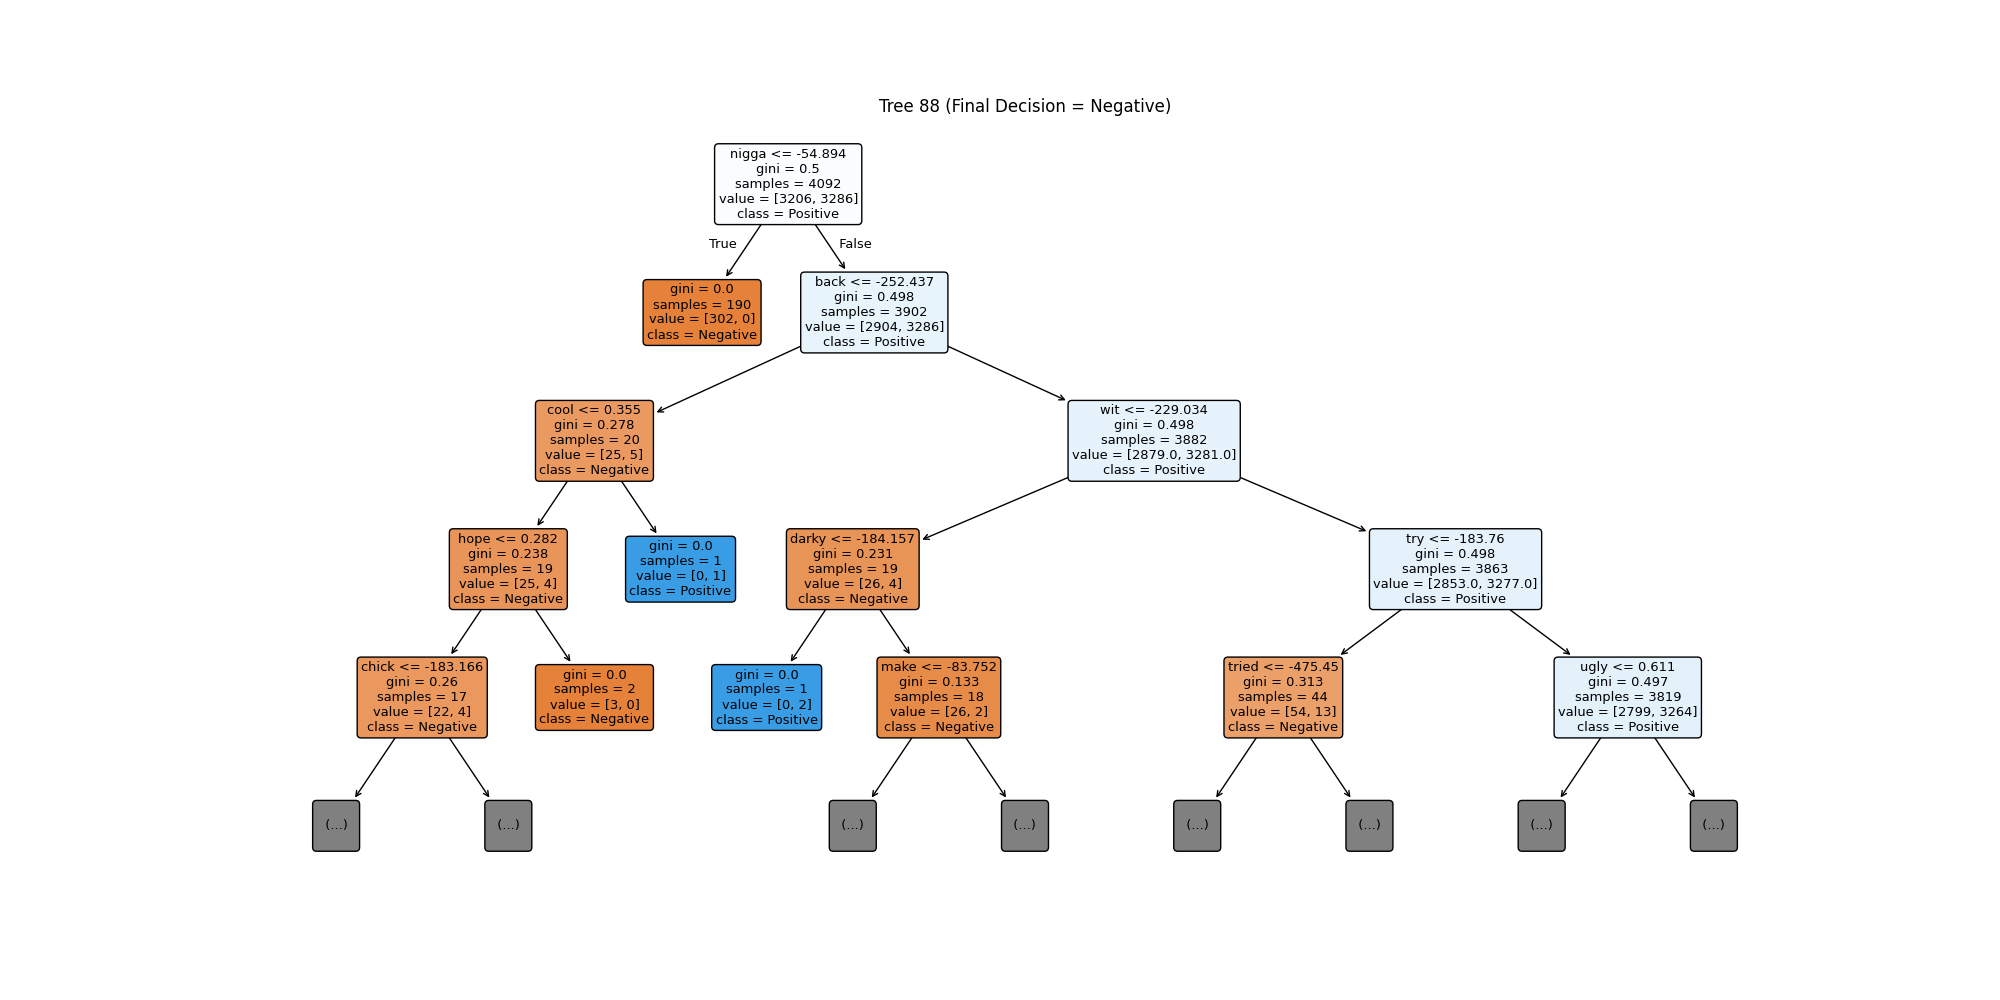 Tree 88 (Final Decision = Negative)
nigga <= -54.894
gini = 0.5
samples = 4092
value = [3206, 3286]
class = Positive
True
False
gini = 0.0
samples = 190
value = [302, 0]
class = Negative
back <= -252.437
gini = 0.498
samples = 3902
value = [2904, 3286]
class = Positive
cool <= 0.355
gini = 0.278
samples = 20
value = [25, 5]
class = Negative
wit <= -229.034
gini = 0.498
samples = 3882
value = [2879.0, 3281.0]
class = Positive
hope <= 0.282
gini = 0.238
samples = 19
value = [25, 4]
class = Negative
gini = 0.0
samples = 1
value = [0, 1]
class = Positive
darky <= -184.157
gini = 0.231
samples = 19
value = [26, 4]
class = Negative
try <= -183.76
gini = 0.498
samples = 3863
value = [2853.0, 3277.0]
class = Positive
chick <= -183.166
gini = 0.26
samples = 17
value = [22, 4]
class = Negative
gini = 0.0
samples = 2
value = [3, 0]
class = Negative
gini = 0.0
samples = 1
value = [0, 2]
class = Positive
make <= -83.752
gini = 0.133
samples = 18
value = [26, 2]
class = Negative
tried <= -475.45
gini = 0.313
samples = 44
value = [54, 13]
class = Negative
ugly <= 0.611
gini = 0.497
samples = 3819
value = [2799, 3264]
class = Positive
(...)
(...)
(...)
(...)
(...)
(...)
(...)
(...)